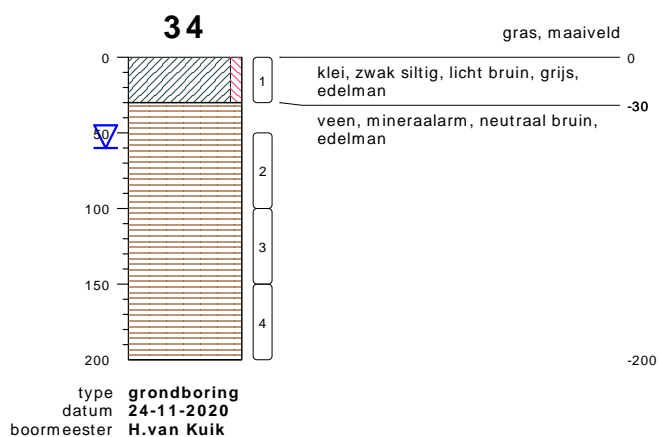 34
gras, maaiveld
0
0
klei, zwak siltig, licht bruin, grijs,
edelman
1
-30
veen, mineraalarm, neutraal bruin,
edelman
50
2
100
3
150
4
200
-200
type grondboring
datum 24-11-2020
boormeester H.van Kuik